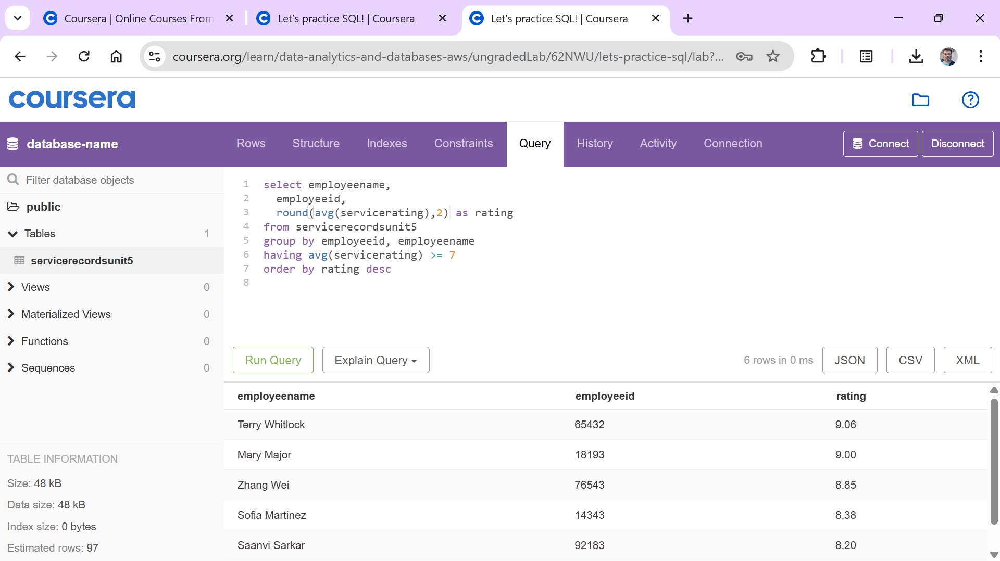 Coursera | Online Courses From
Let's practice SQL! | Coursera
Let's practice SQL! | Coursera
coursera.org/learn/data-analytics-and-databases-aws/ungradedLab/62NWU/lets-practice-sql/lab?...
coursera
database-name
Rows
Structure
Indexes
Constraints
Query
History
Activity
Connection
Connect
Disconnect
Filter database objects
public
Tables 1
servicerecordsunit5
Views 0
Materialized Views 0
Functions 0
Sequences 0
TABLE INFORMATION
Size: 48 kB
Data size: 48 kB
Index size: 0 bytes
Estimated rows: 97
1 select employeename,
2 employeeid,
3 round(avg(servicerating),2) as rating
4 from servicerecordsunit5
5 group by employeeid, employeename
6 having avg(servicerating) >= 7
7 order by rating desc
8
Run Query
Explain Query
6 rows in 0 ms
JSON
CSV
XML
employeename employeeid rating
Terry Whitlock 65432 9.06
Mary Major 18193 9.00
Zhang Wei 76543 8.85
Sofia Martinez 14343 8.38
Saanvi Sarkar 92183 8.20